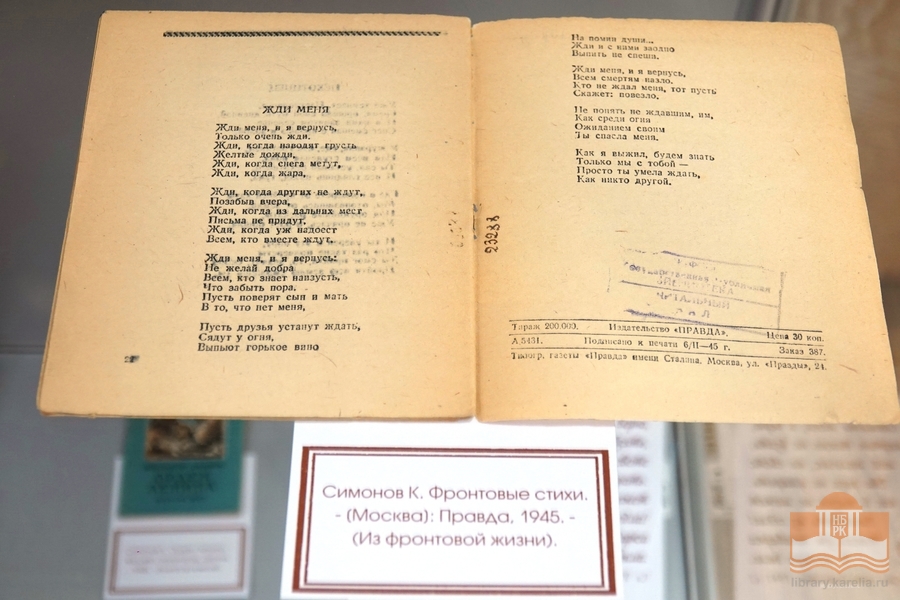 ЖДИ МЕНЯ
Жди меня, и я вернусь,
Только очень жди.
Жди, когда наводят грусть
Желтые дожди.
Жди, когда снега метут,
Жди, когда жара,
Жди, когда других не ждут,
Позабыв вчера,
Жди, когда из дальних мест
Письма не придут.
Жди, когда уж надоест
Всем, кто вместе ждут.
Жди меня, и я вернусь:
Не желай добра
Всем, кто знает наизусть,
Что забыть пора.
Пусть поверят сын и мать
В то, что нет меня,
Пусть друзья устанут ждать,
Сядут у огня,
Выпьют горькое вино
На помин души...
Жди и с ними заодно
Выпить не спеши.
Жди меня, и я вернусь,
Всем смертям назло.
Кто не ждал меня, тот пусть
Скажет: повезло.
Не понять не ждавшим, им,
Как среди огня
Ожиданием своим
Ты спасла меня.
Как я выжил, будем знать
Только мы с тобой —
Просто ты умела ждать,
Как никто другой.
23288
ЧИТАЛЬНЫЙ
Тираж 200.000. Издательство «ПРАВДА». Цена 30 коп.
А 5431. Подписано к печати 6/II—45 г. Заказ 387.
Типогр. газеты «Правда» имени Сталина. Москва, ул. «Правды», 24.
Симонов К. Фронтовые стихи.
- (Москва): Правда, 1945. -
(Из фронтовой жизни).
НБ
РК
library.karelia.ru